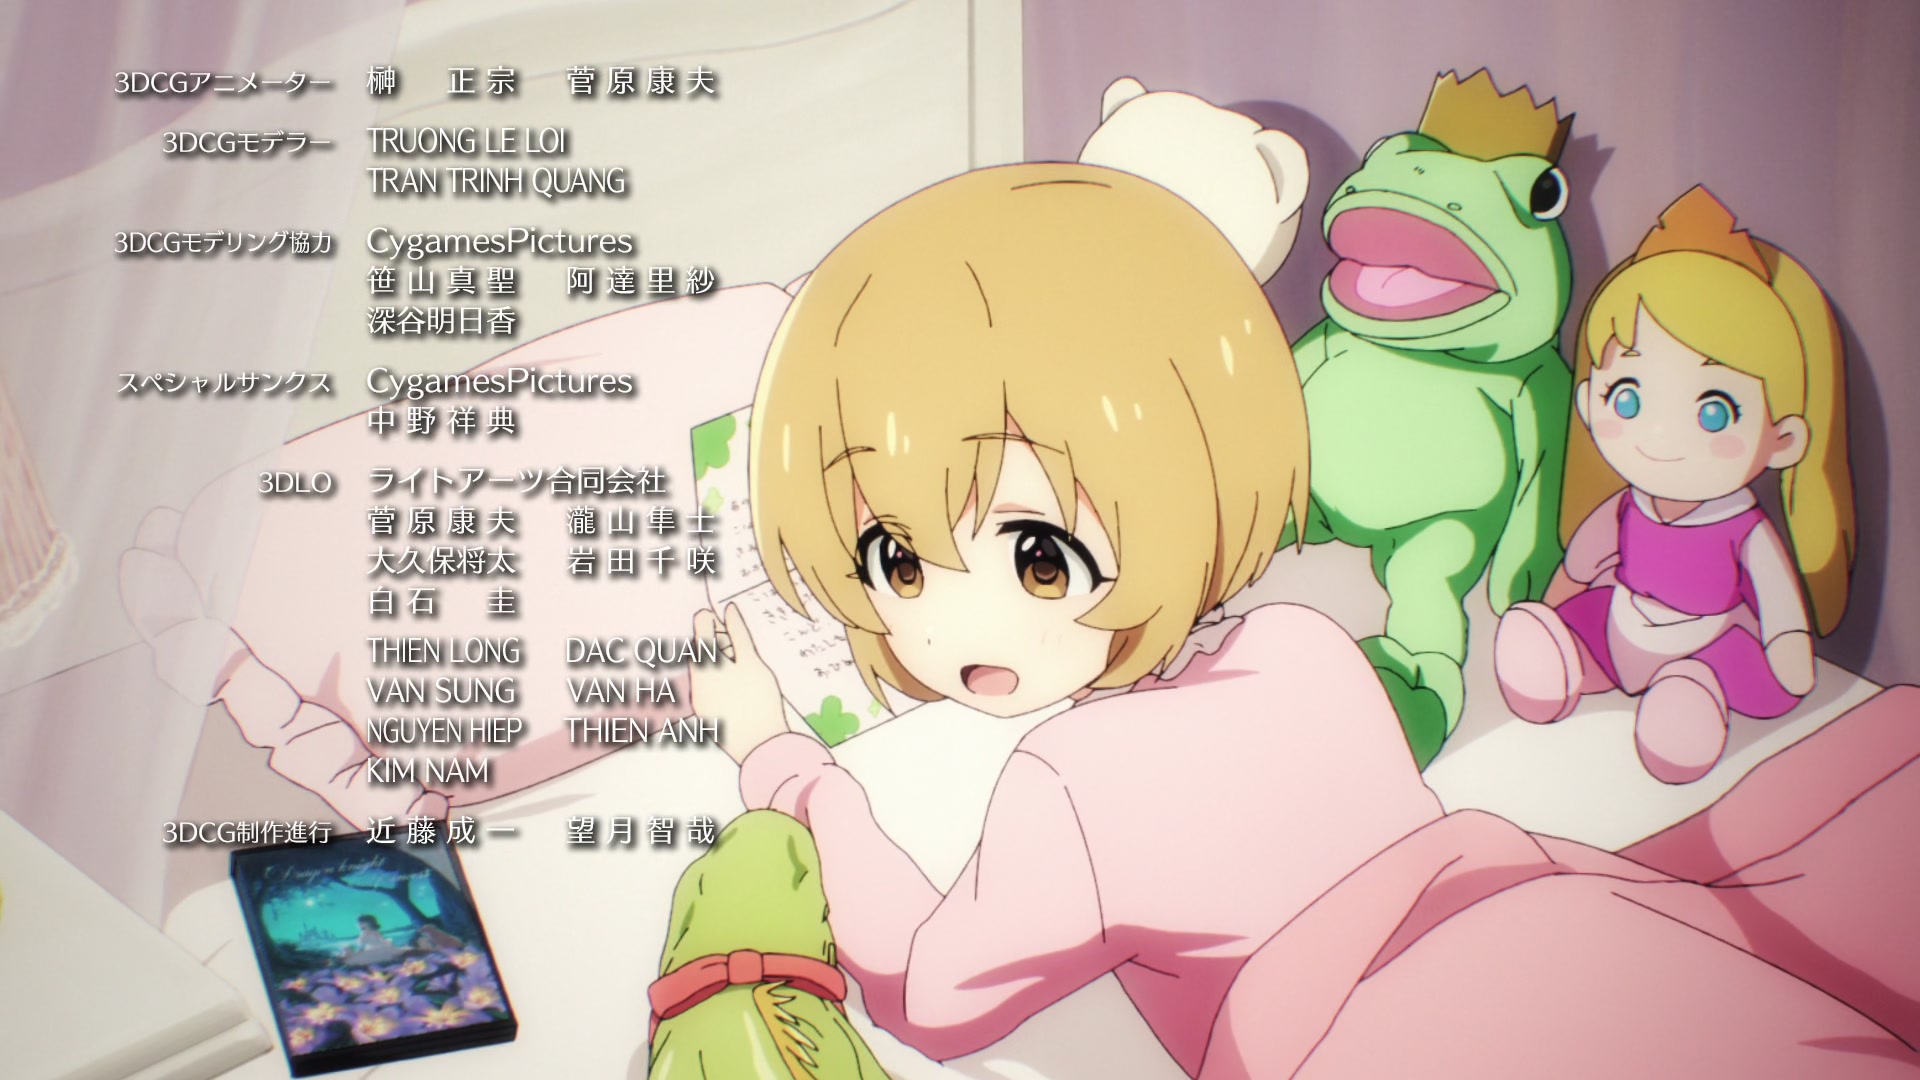 3DCGアニメーター 榊 正宗 菅原康夫
3DCGモデラー TRUONG LE LOI
TRAN TRINH QUANG
3DCGモデリング協力 CygamesPictures
笹山真聖 阿達里紗
深谷明日香
スペシャルサンクス CygamesPictures
中野祥典
3DLO ライトアーツ合同会社
菅原康夫 瀧山隼士
大久保将太 岩田千咲
白石 圭
THIEN LONG DAC QUAN
VAN SUNG VAN HA
NGUYEN HIEP THIEN ANH
KIM NAM
3DCG制作進行 近藤成一 望月智哉
Dragon knight